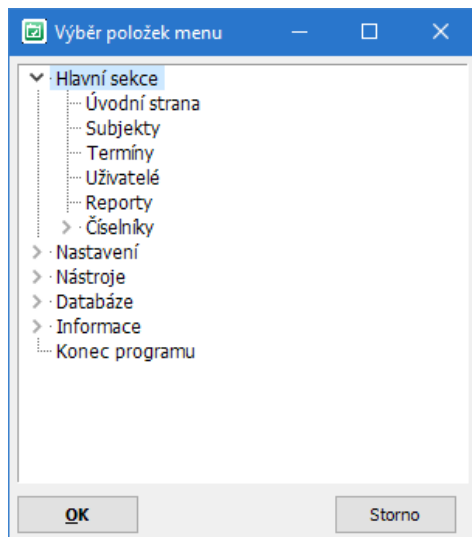 Výběr položek menu
Hlavní sekce
Úvodní strana
Subjekty
Termíny
Uživatelé
Reporty
Číselníky
Nastavení
Nástroje
Databáze
Informace
Konec programu
OK Storno